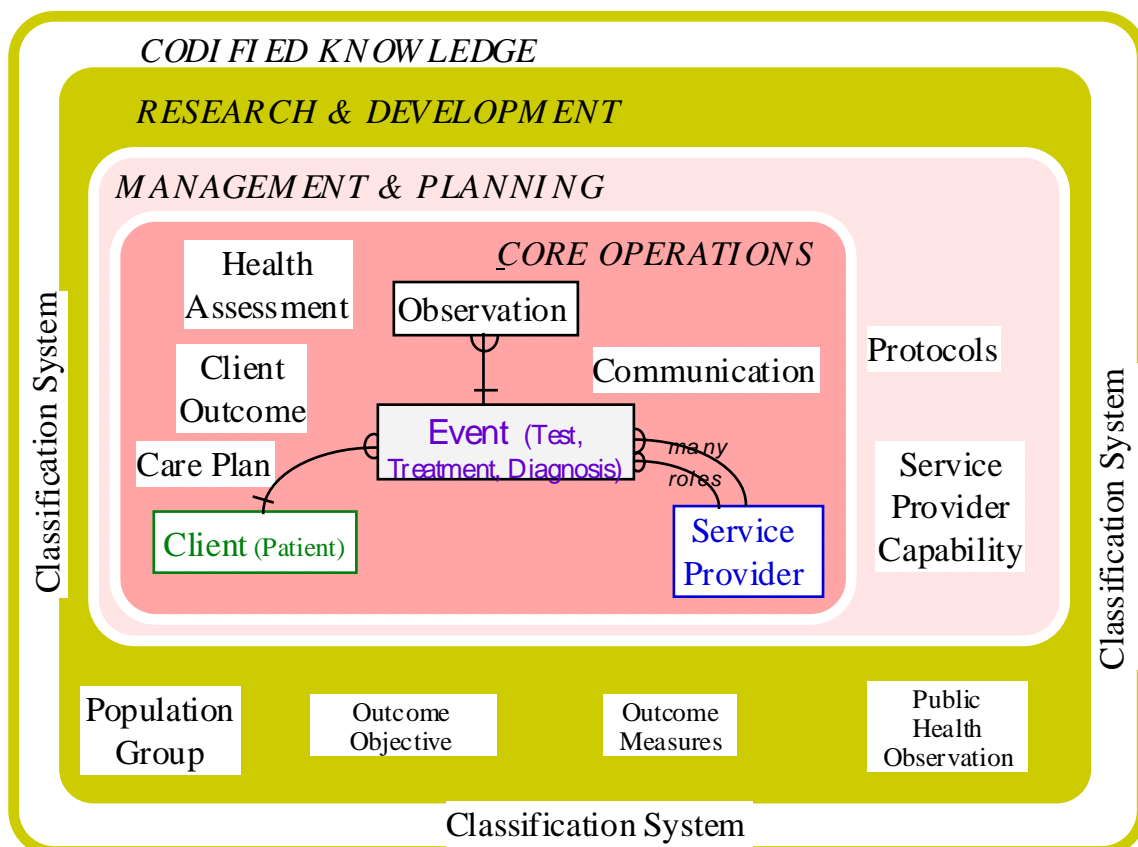 CODIFIED KNOWLEDGE
RESEARCH & DEVELOPMENT
MANAGEMENT & PLANNING
CORE OPERATIONS
Health
Assessment
Observation
Client
Outcome
Communication
Protocols
Event (Test,
Treatment, Diagnosis)
many
roles
Care Plan
Service
Provider
Capability
Client (Patient)
Service
Provider
Classification System
Classification System
Population
Group
Outcome
Objective
Outcome
Measures
Public
Health
Observation
Classification System